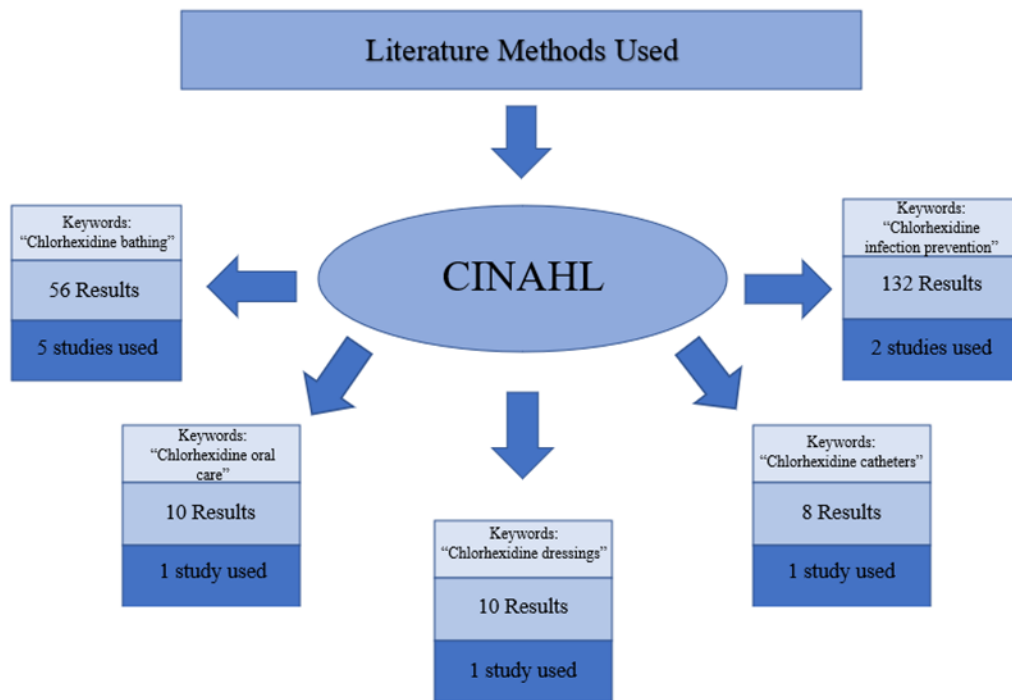 Literature Methods Used
CINAHL
Keywords:
“Chlorhexidine bathing”
56 Results
5 studies used
Keywords:
“Chlorhexidine oral
care”
10 Results
1 study used
Keywords:
“Chlorhexidine dressings”
10 Results
1 study used
Keywords:
“Chlorhexidine catheters”
8 Results
1 study used
Keywords:
“Chlorhexidine
infection prevention”
132 Results
2 studies used